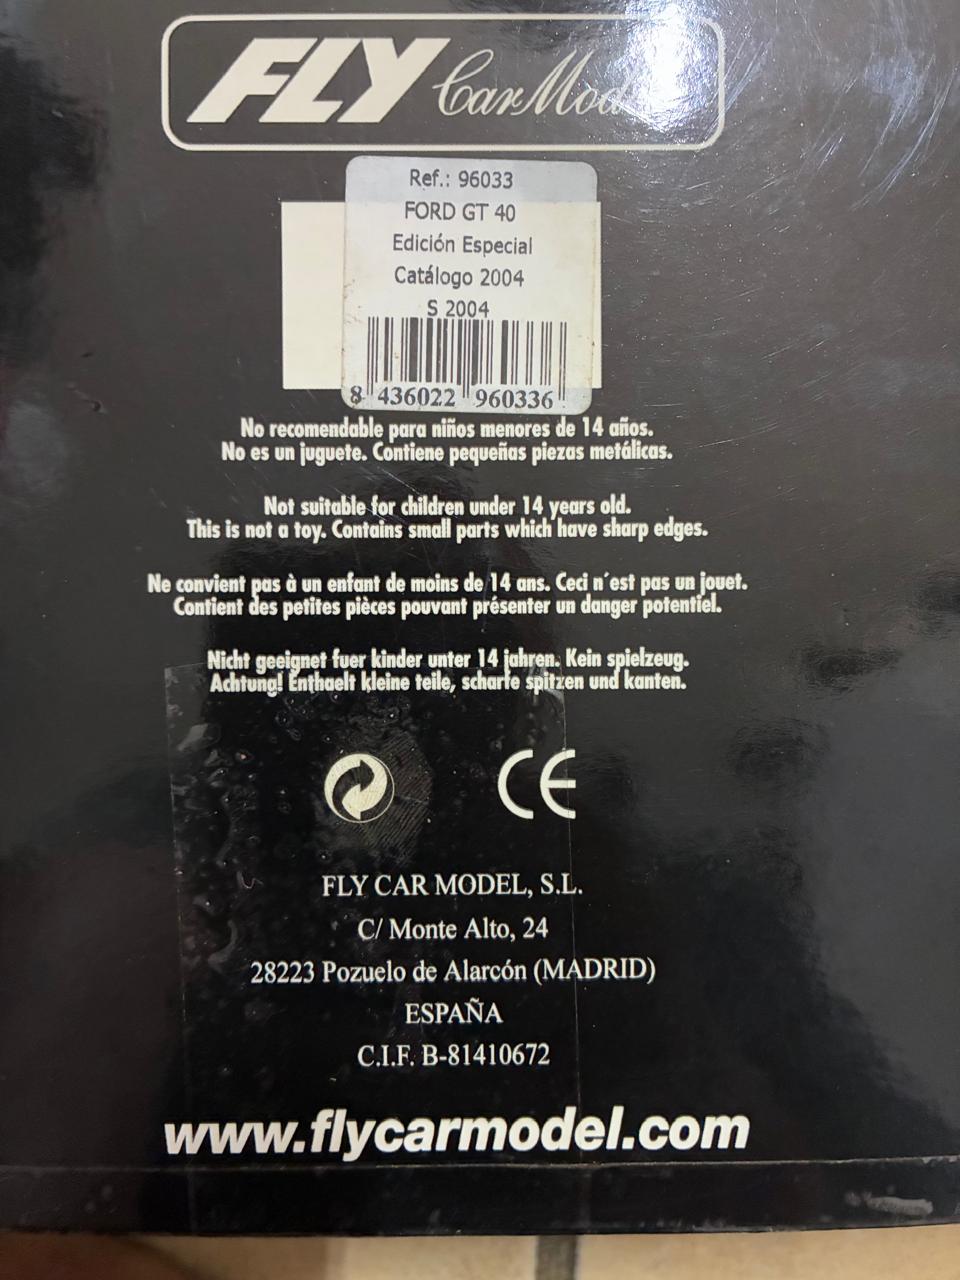 FLY Car Mod
Ref.: 96033
FORD GT 40
Edición Especial
Catálogo 2004
S 2004
8 436022 960336
No recomendable para niños menores de 14 años.
No es un juguete. Contiene pequeñas piezas metálicas.
Not suitable for children under 14 years old.
This is not a toy. Contains small parts which have sharp edges.
Ne convient pas à un enfant de moins de 14 ans. Ceci n´est pas un jouet.
Contient des petites pièces pouvant présenter un danger potentiel.
Nicht geeignet fuer kinder unter 14 jahren. Kein spielzeug.
Achtung! Enthaelt kleine teile, scharfe spitzen und kanten.
CE
FLY CAR MODEL, S.L.
C/ Monte Alto, 24
28223 Pozuelo de Alarcón (MADRID)
ESPAÑA
C.I.F. B-81410672
www.flycarmodel.com